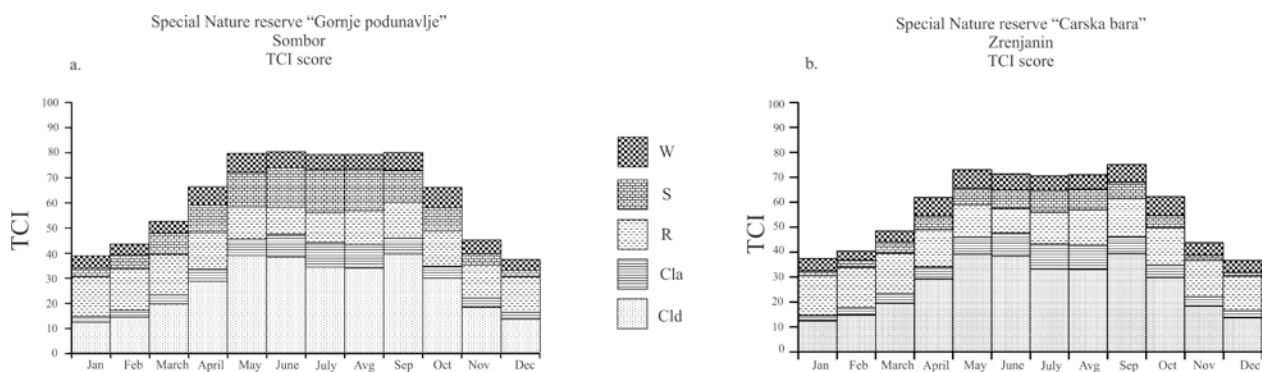 Special Nature reserve “Gornje podunavlje”
Sombor
TCI score
a.
TCI
100
90
80
70
60
50
40
30
20
10
0
Jan Feb March April May June July Avg Sep Oct Nov Dec
W
S
R
Cla
Cld
Special Nature reserve “Carska bara”
Zrenjanin
TCI score
b.
TCI
100
90
80
70
60
50
40
30
20
10
0
Jan Feb March April May June July Avg Sep Oct Nov Dec